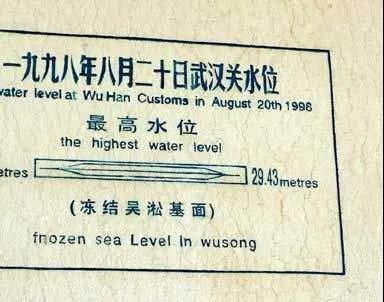 一九九八年八月二十日武汉关水位
water level at Wu Han Customs in August 20th 1998
最高水位
the highest water level
etres 29.43metres
(冻结吴淞基面)
frozen sea Level in wusong